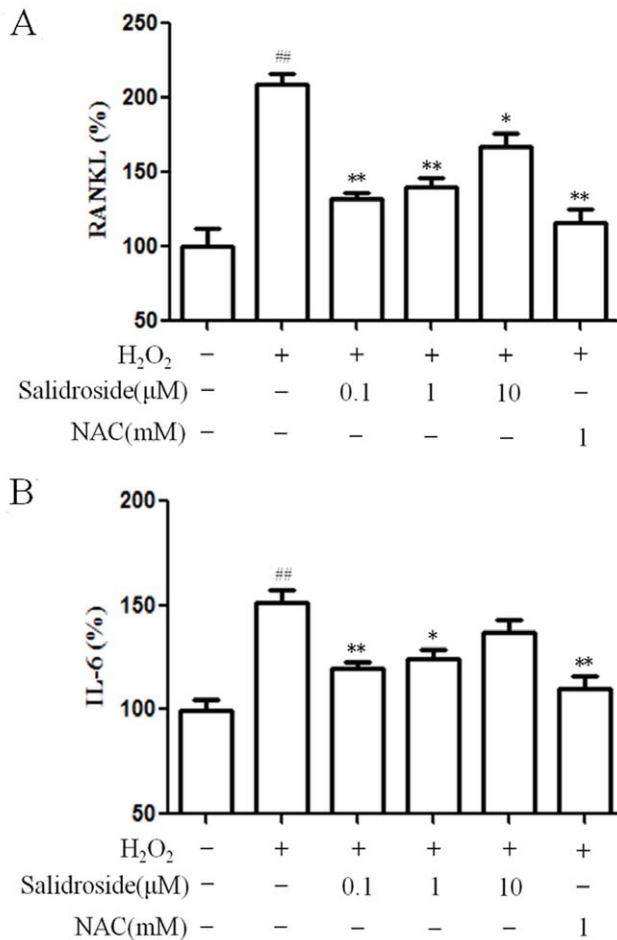 A
RANKL (%)
250
200
150
100
50
##
**
**
*
**
H₂O₂ – + + + + +
Salidroside(μM) – – 0.1 1 10 –
NAC(mM) – – – – – 1
B
IL-6 (%)
200
150
100
50
##
**
*
**
H₂O₂ – + + + + +
Salidroside(μM) – – 0.1 1 10 –
NAC(mM) – – – – – 1